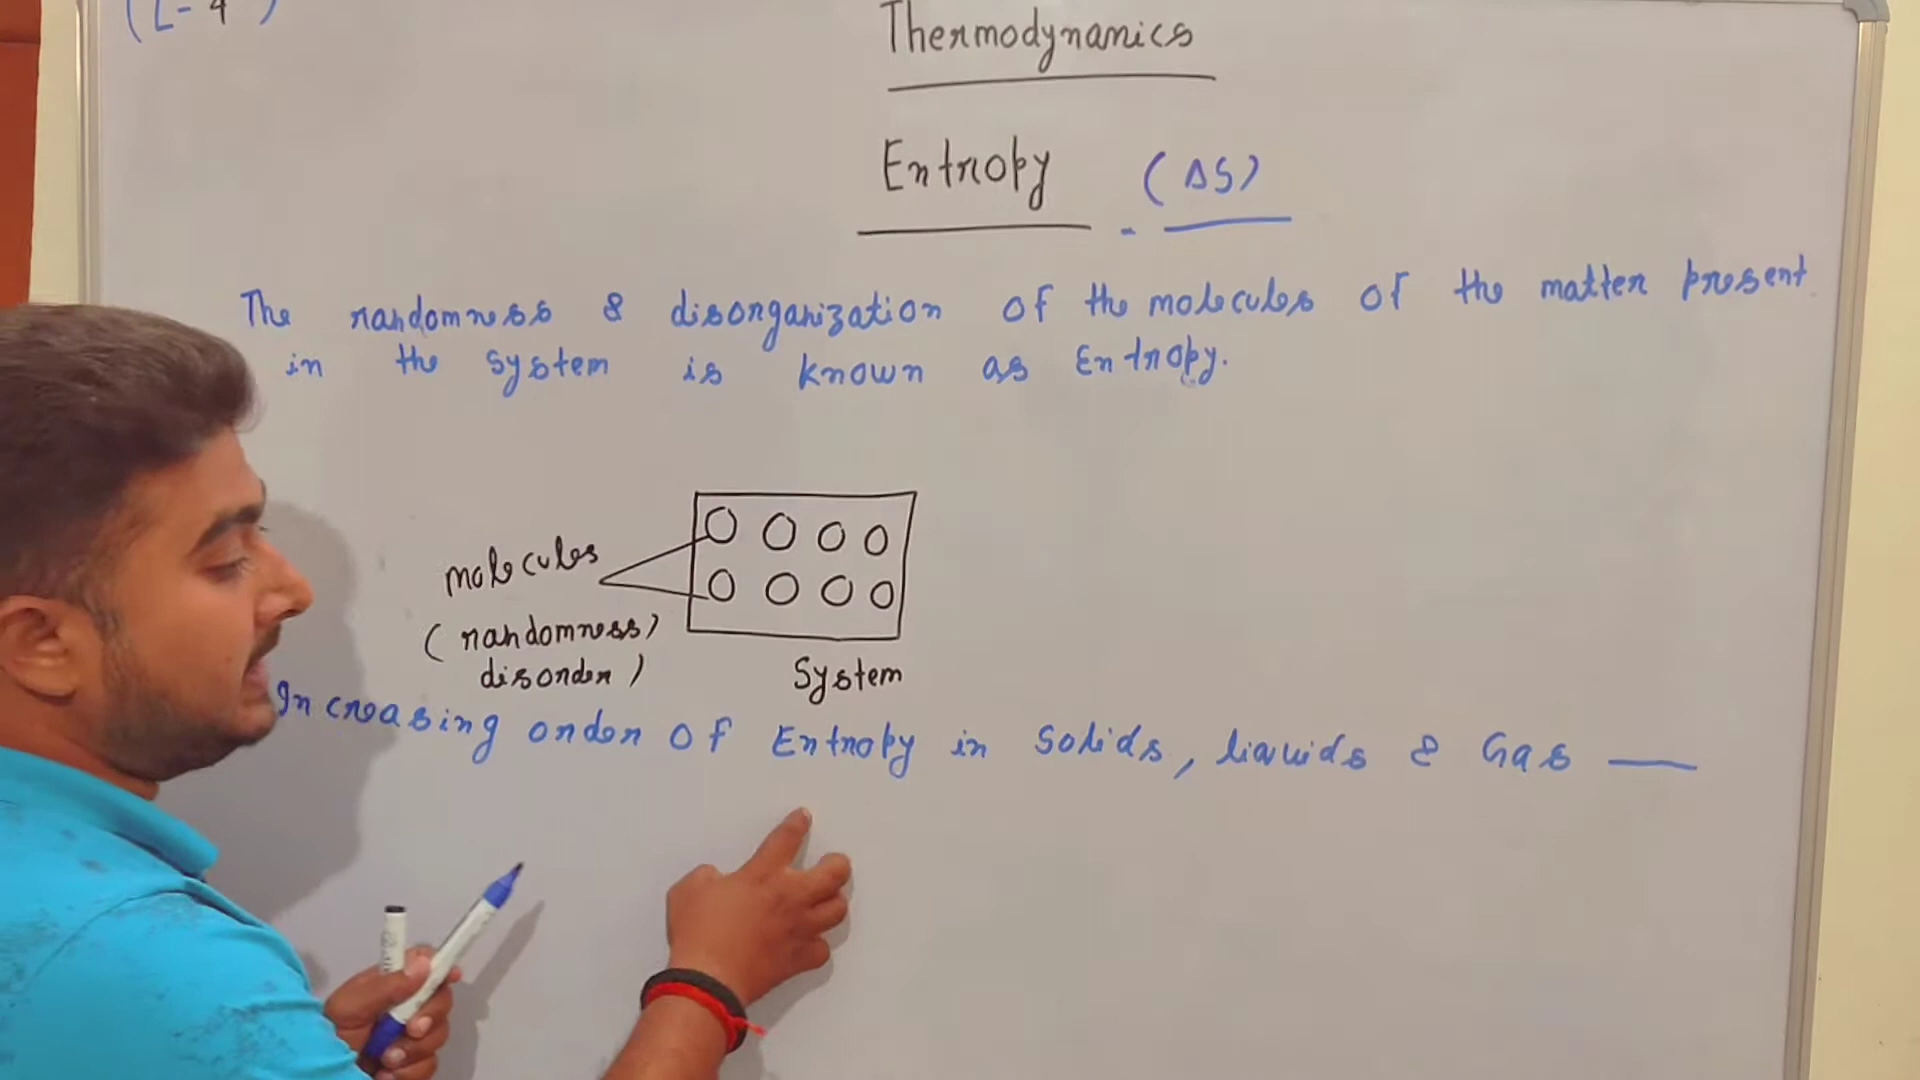 (L-4)
Thermodynamics
Entropy (ΔS)
The randomness & disorganization of the molecules of the matter present
in the system is known as Entropy.
molecules
(randomness)
disorder)
System
Increasing order of Entropy in Solids, liquids & Gas —